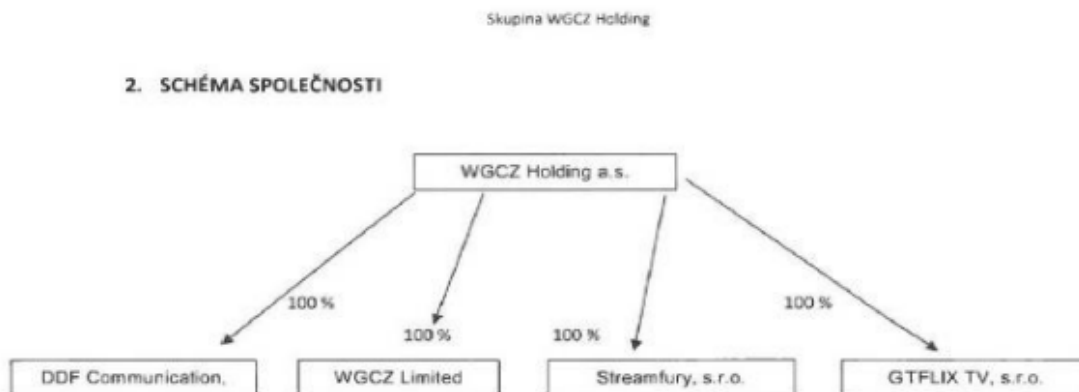 Skupina WGCZ Holding
2. SCHÉMA SPOLEČNOSTI
WGCZ Holding a.s.
100 %
100 %
100 %
100 %
DDF Communication,
WGCZ Limited
Streamfury, s.r.o.
GTFLIX TV, s.r.o.